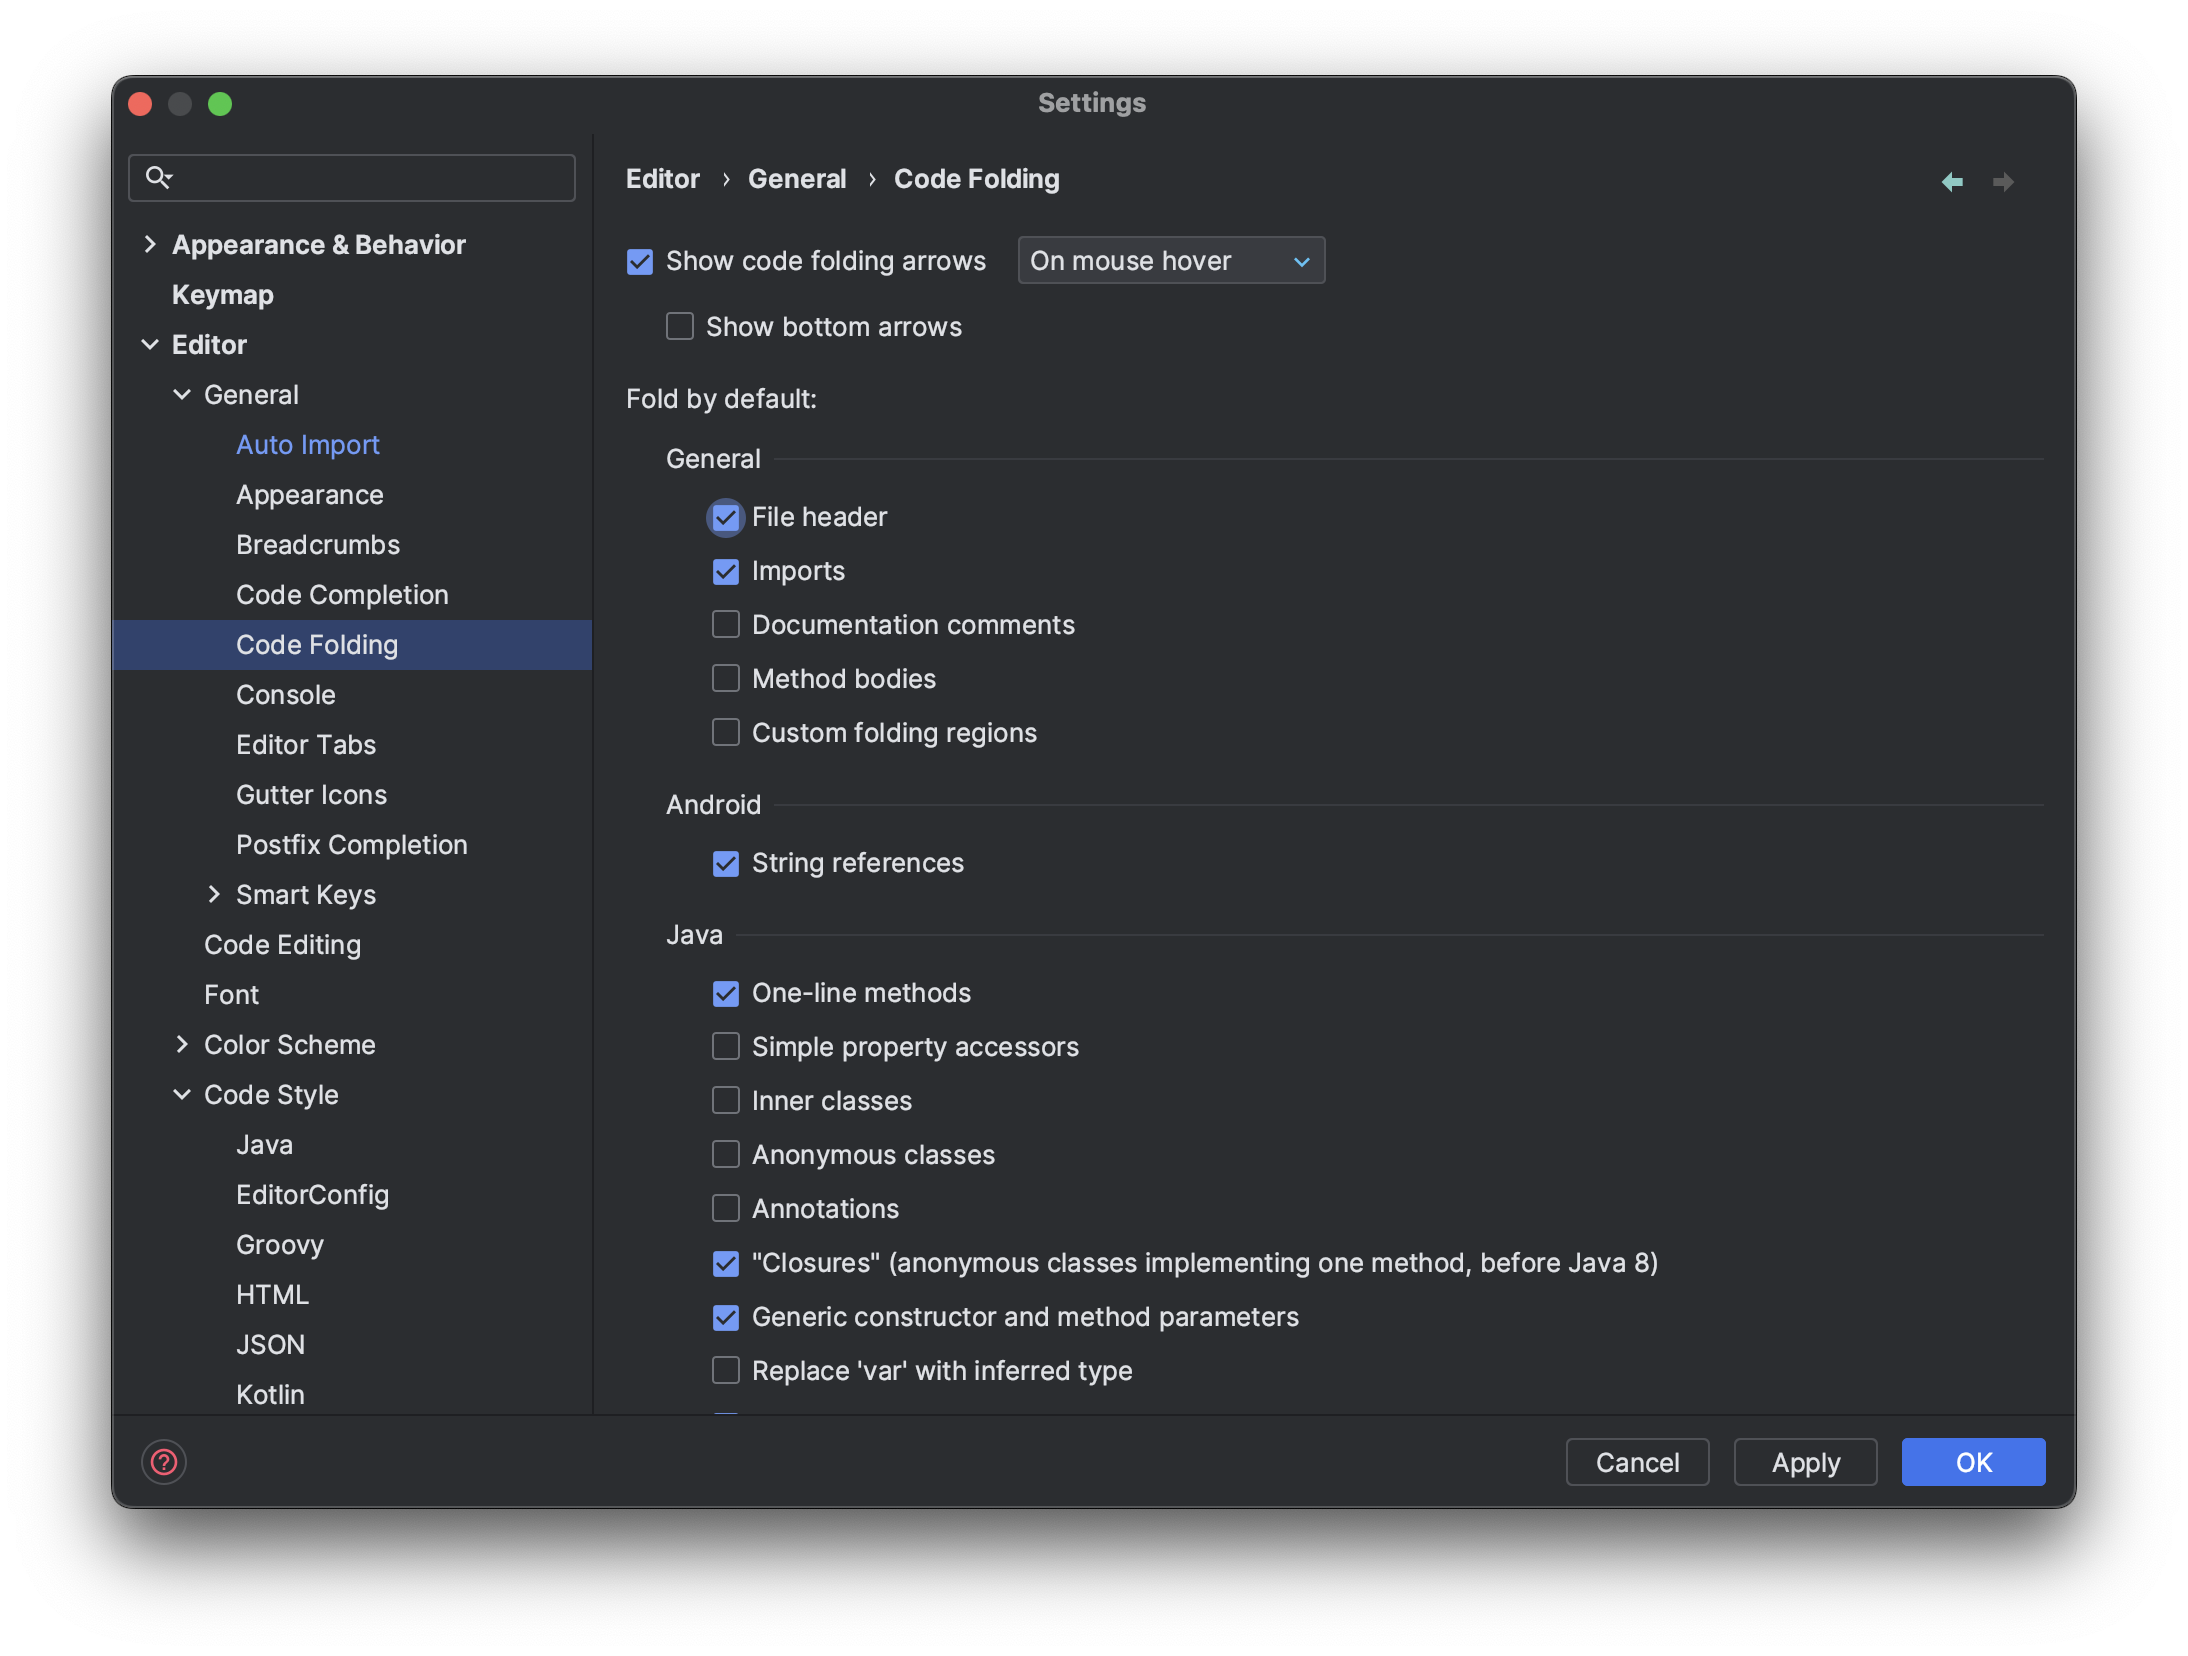 Settings
Appearance & Behavior
Keymap
Editor
General
Auto Import
Appearance
Breadcrumbs
Code Completion
Code Folding
Console
Editor Tabs
Gutter Icons
Postfix Completion
Smart Keys
Code Editing
Font
Color Scheme
Code Style
Java
EditorConfig
Groovy
HTML
JSON
Kotlin
Editor › General › Code Folding
Show code folding arrows On mouse hover
Show bottom arrows
Fold by default:
General
File header
Imports
Documentation comments
Method bodies
Custom folding regions
Android
String references
Java
One-line methods
Simple property accessors
Inner classes
Anonymous classes
Annotations
"Closures" (anonymous classes implementing one method, before Java 8)
Generic constructor and method parameters
Replace 'var' with inferred type
? Cancel Apply OK